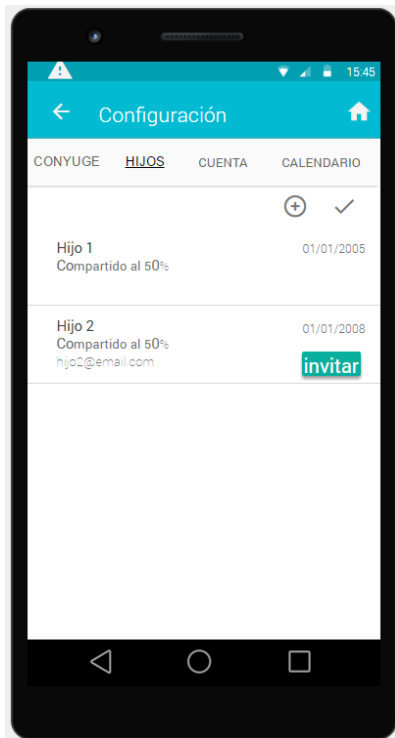 15:45
Configuración
CONYUGE HIJOS CUENTA CALENDARIO
Hijo 1 01/01/2005
Compartido al 50%
Hijo 2 01/01/2008
Compartido al 50%
hijo2@email.com
invitar